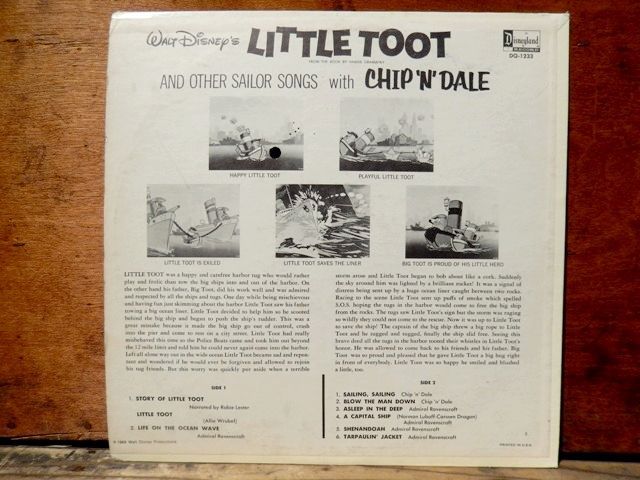 WALT DISNEY'S LITTLE TOOT
FROM THE BOOK BY HARDIE GRAMATKY
Disneyland
RECORDS
DQ-1233
AND OTHER SAILOR SONGS with CHIP 'N' DALE
HAPPY LITTLE TOOT
PLAYFUL LITTLE TOOT
LITTLE TOOT IS EXILED
LITTLE TOOT SAVES THE LINER
BIG TOOT IS PROUD OF HIS LITTLE HERO
LITTLE TOOT was a happy and carefree harbor tug who would rather
play and frolic than tow the big ships into and out of the harbor. On
the other hand his father, Big Toot, did his work well and was admired
and respected by all the ships and tugs. One day while being mischievous
and having fun just skimming about the harbor Little Toot saw his father
towing a big ocean liner. Little Toot decided to help him so he scooted
behind the big ship and began to push the ship's rudder. This was a
great mistake because it made the big ship go out of control, crash
into the pier and come to rest on a city street. Little Toot had really
misbehaved this time so the Police Boats came and took him out beyond
the 12 mile limit and told him he could never again come into the harbor.
Left all alone way out in the wide ocean Little Toot became sad and repen-
tant and wondered if he would ever be forgiven and allowed to rejoin
his tug friends. But this worry quickly put aside when a terrible
storm arose and Little Toot began to bob about like a cork. Suddenly
the sky around him was lighted by a brilliant rocket! It was a signal of
distress being sent up by a huge ocean liner caught between two rocks.
Racing to the scene Little Toot sent up puffs of smoke which spelled
S.O.S. hoping the tugs in the harbor would come to free the big ship
from the rocks. The tugs saw Little Toot's sign but the storm was raging
so wildly they could not come to the rescue. Now it was up to Little Toot
to save the ship! The captain of the big ship threw a big rope to Little
Toot and he tugged and tugged, finally the ship slid free. Seeing this
brave deed all the tugs in the harbor tooted their whistles in Little Toot's
honor. He was allowed to come back to his friends and his father. Big
Toot was so proud and pleased that he gave Little Toot a big hug right
in front of everybody. Little Toot was so happy he smiled and blushed
a little, too.
SIDE 1
1. STORY OF LITTLE TOOT
Narrated by Robie Lester
LITTLE TOOT
(Allie Wrubel)
2. LIFE ON THE OCEAN WAVE
Admiral Ravenscroft
SIDE 2
1. SAILING, SAILING Chip 'n' Dale
2. BLOW THE MAN DOWN Chip 'n' Dale
3. ASLEEP IN THE DEEP Admiral Ravenscroft
4. A CAPITAL SHIP (Norman Luboff-Carmen Dragon)
Admiral Ravenscroft
5. SHENANDOAH Admiral Ravenscroft
6. TARPAULIN' JACKET Admiral Ravenscroft
Walt Disney Productions
PRINTED IN U.S.A.